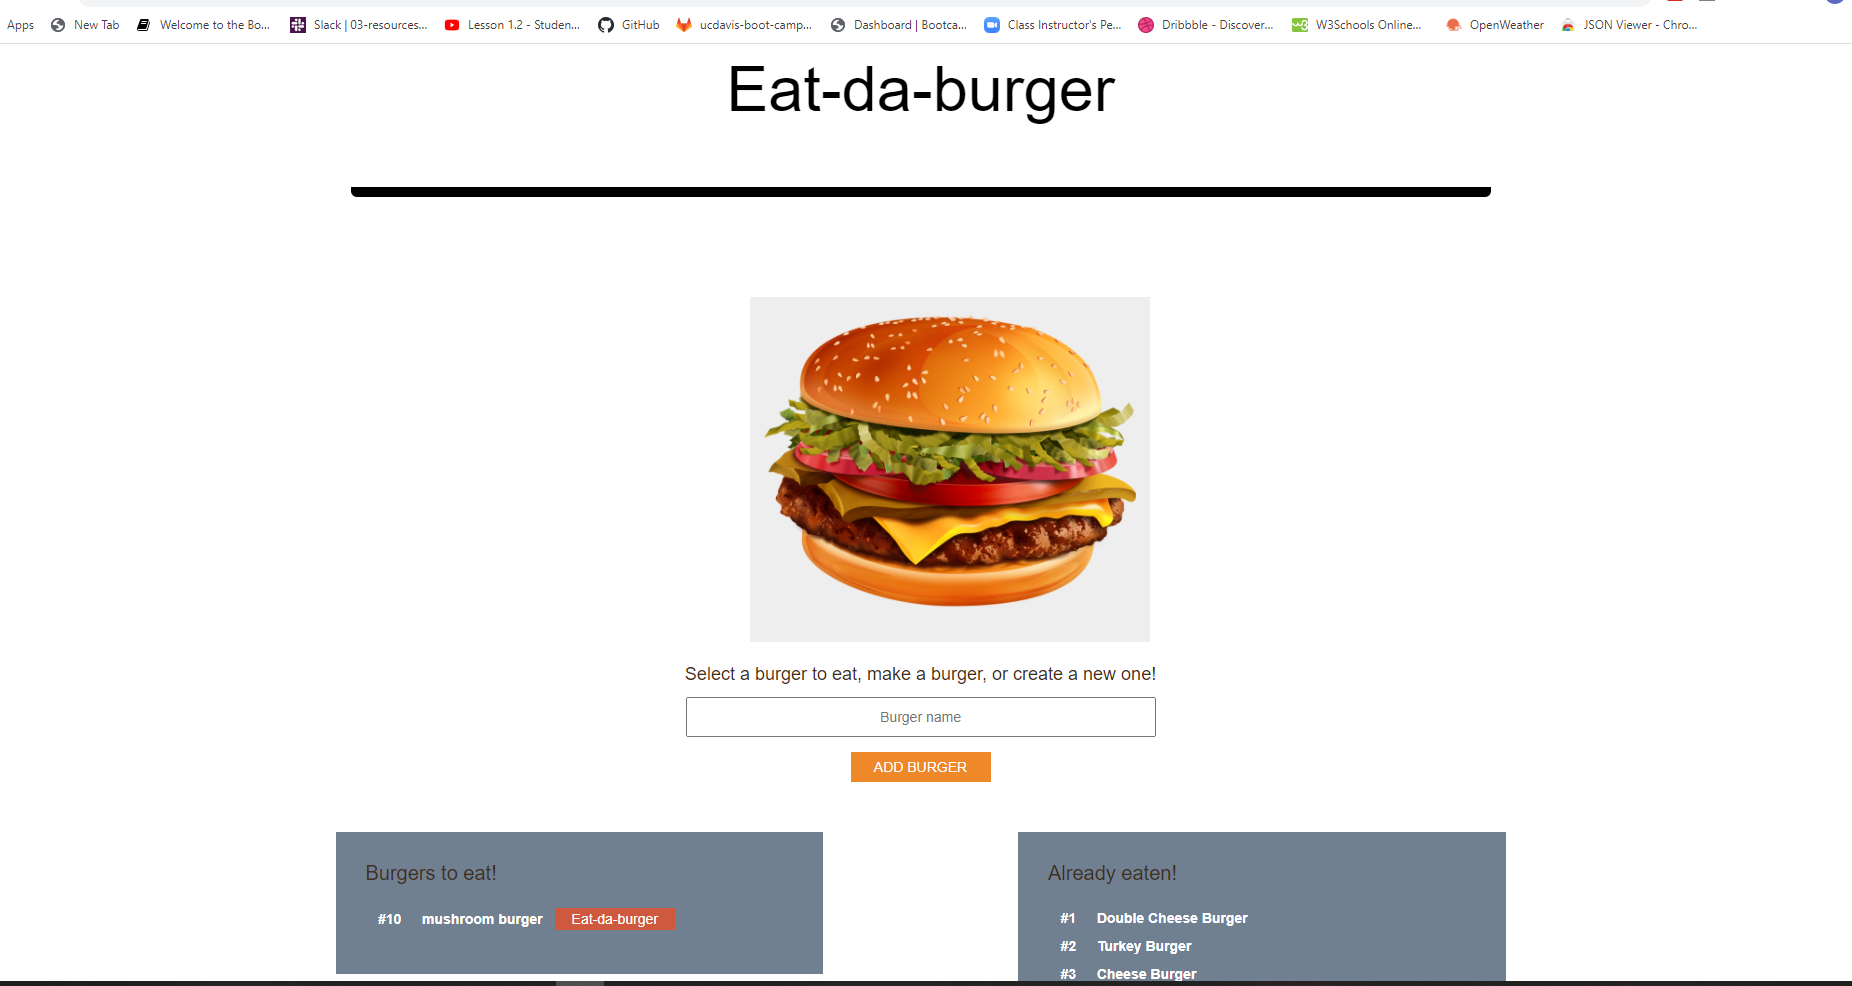 Apps New Tab Welcome to the Bo... Slack | 03-resources... Lesson 1.2 - Studen... GitHub ucdavis-boot-camp... Dashboard | Bootca... Class Instructor's Pe... Dribbble - Discover... W3Schools Online... OpenWeather JSON Viewer - Chro...
Eat-da-burger
Select a burger to eat, make a burger, or create a new one!
Burger name
ADD BURGER
Burgers to eat!
#10 mushroom burger Eat-da-burger
Already eaten!
#1 Double Cheese Burger
#2 Turkey Burger
#3 Cheese Burger